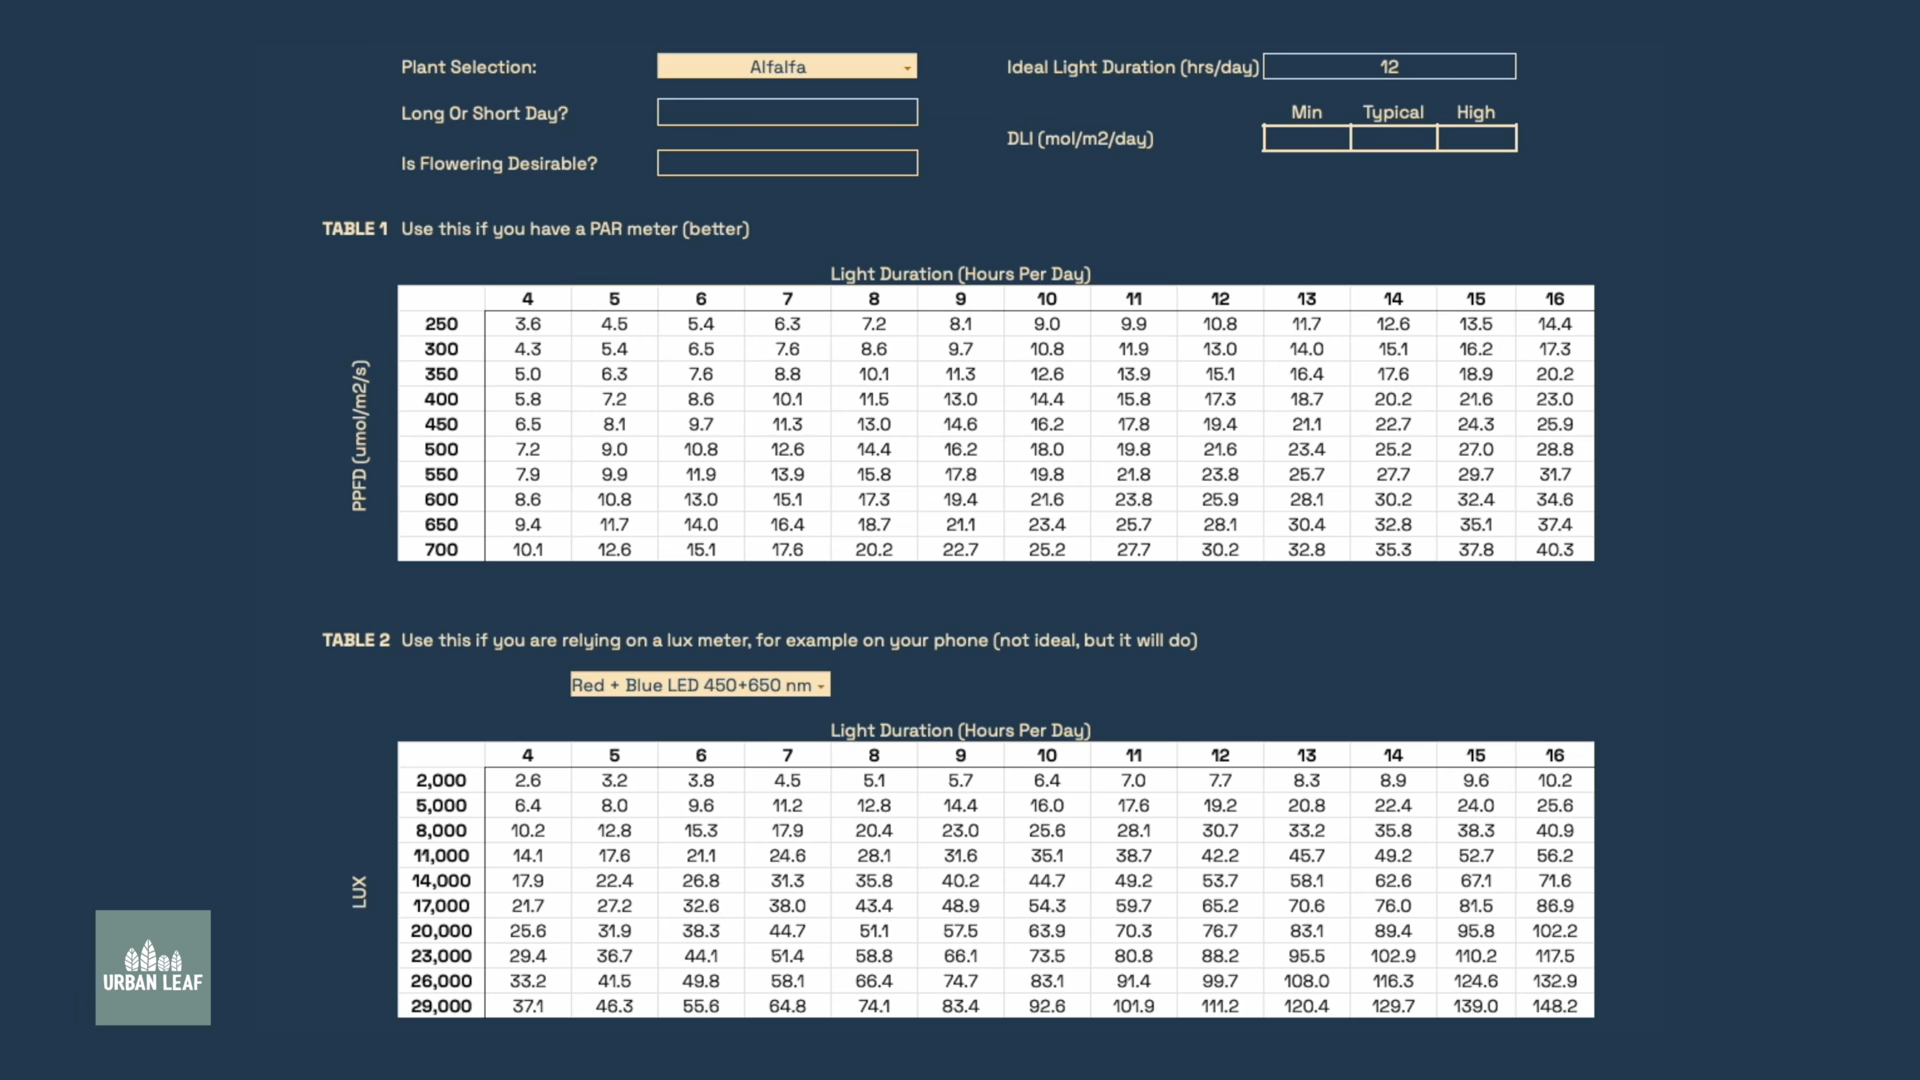 Plant Selection: Alfalfa Ideal Light Duration (hrs/day) 12
Long Or Short Day? Min Typical High
DLI (mol/m2/day)
Is Flowering Desirable?
TABLE 1 Use this if you have a PAR meter (better)
Light Duration (Hours Per Day)
4 5 6 7 8 9 10 11 12 13 14 15 16
PPFD (umol/m2/s)
250 3.6 4.5 5.4 6.3 7.2 8.1 9.0 9.9 10.8 11.7 12.6 13.5 14.4
300 4.3 5.4 6.5 7.6 8.6 9.7 10.8 11.9 13.0 14.0 15.1 16.2 17.3
350 5.0 6.3 7.6 8.8 10.1 11.3 12.6 13.9 15.1 16.4 17.6 18.9 20.2
400 5.8 7.2 8.6 10.1 11.5 13.0 14.4 15.8 17.3 18.7 20.2 21.6 23.0
450 6.5 8.1 9.7 11.3 13.0 14.6 16.2 17.8 19.4 21.1 22.7 24.3 25.9
500 7.2 9.0 10.8 12.6 14.4 16.2 18.0 19.8 21.6 23.4 25.2 27.0 28.8
550 7.9 9.9 11.9 13.9 15.8 17.8 19.8 21.8 23.8 25.7 27.7 29.7 31.7
600 8.6 10.8 13.0 15.1 17.3 19.4 21.6 23.8 25.9 28.1 30.2 32.4 34.6
650 9.4 11.7 14.0 16.4 18.7 21.1 23.4 25.7 28.1 30.4 32.8 35.1 37.4
700 10.1 12.6 15.1 17.6 20.2 22.7 25.2 27.7 30.2 32.8 35.3 37.8 40.3
TABLE 2 Use this if you are relying on a lux meter, for example on your phone (not ideal, but it will do)
Red + Blue LED 450+650 nm
Light Duration (Hours Per Day)
4 5 6 7 8 9 10 11 12 13 14 15 16
LUX
2,000 2.6 3.2 3.8 4.5 5.1 5.7 6.4 7.0 7.7 8.3 8.9 9.6 10.2
5,000 6.4 8.0 9.6 11.2 12.8 14.4 16.0 17.6 19.2 20.8 22.4 24.0 25.6
8,000 10.2 12.8 15.3 17.9 20.4 23.0 25.6 28.1 30.7 33.2 35.8 38.3 40.9
11,000 14.1 17.6 21.1 24.6 28.1 31.6 35.1 38.7 42.2 45.7 49.2 52.7 56.2
14,000 17.9 22.4 26.8 31.3 35.8 40.2 44.7 49.2 53.7 58.1 62.6 67.1 71.6
17,000 21.7 27.2 32.6 38.0 43.4 48.9 54.3 59.7 65.2 70.6 76.0 81.5 86.9
20,000 25.6 31.9 38.3 44.7 51.1 57.5 63.9 70.3 76.7 83.1 89.4 95.8 102.2
23,000 29.4 36.7 44.1 51.4 58.8 66.1 73.5 80.8 88.2 95.5 102.9 110.2 117.5
26,000 33.2 41.5 49.8 58.1 66.4 74.7 83.1 91.4 99.7 108.0 116.3 124.6 132.9
29,000 37.1 46.3 55.6 64.8 74.1 83.4 92.6 101.9 111.2 120.4 129.7 139.0 148.2
URBAN LEAF